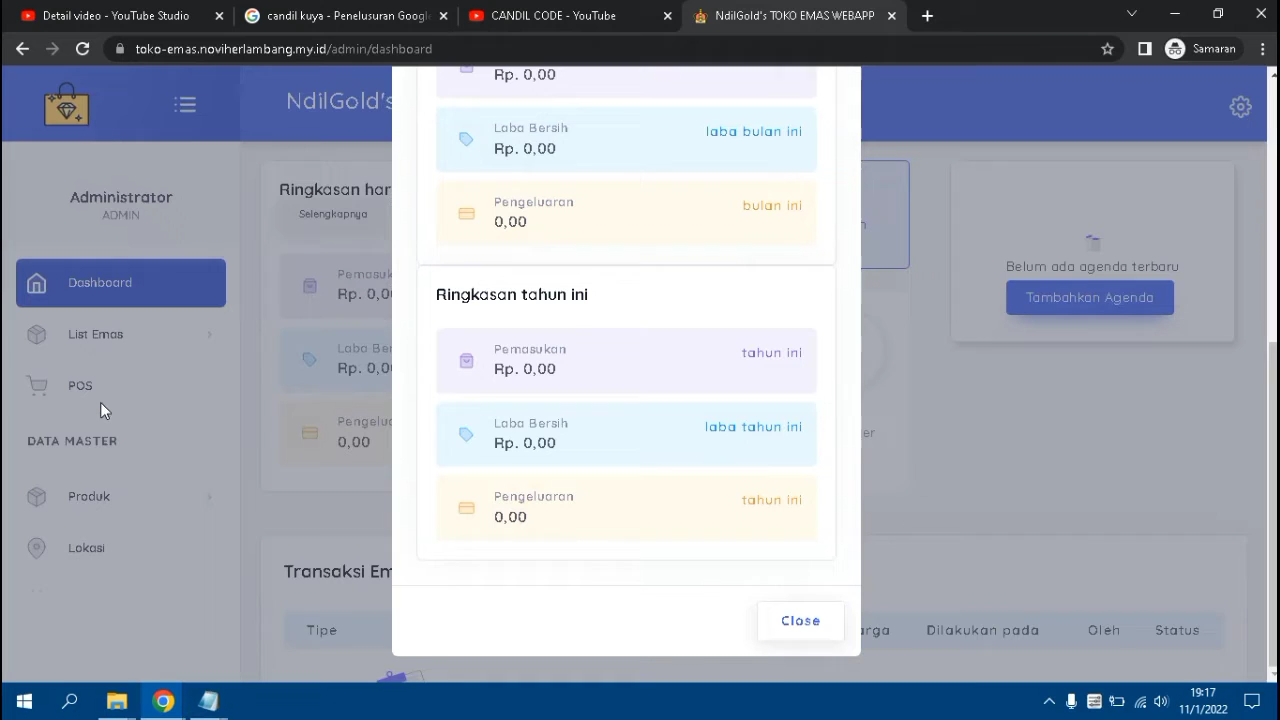 Detail video - YouTube Studio
candil kuya - Penelusuran Google
CANDIL CODE - YouTube
NdilGold's TOKO EMAS WEBAPP
toko-emas.noviherlambang.my.id/admin/dashboard
Samaran
NdilGold's
Administrator
ADMIN
Dashboard
List Emas
POS
DATA MASTER
Produk
Lokasi
Ringkasan har
Selengkapnya
Pemasuk
Rp. 0,0
Laba Ber
Rp. 0,0
Pengelua
0,00
Rp. 0,00
Laba Bersih
laba bulan ini
Rp. 0,00
Pengeluaran
bulan ini
0,00
Ringkasan tahun ini
Pemasukan
tahun ini
Rp. 0,00
Laba Bersih
laba tahun ini
Rp. 0,00
Pengeluaran
tahun ini
0,00
Close
Belum ada agenda terbaru
Tambahkan Agenda
er
Transaksi Em
Tipe
arga
Dilakukan pada
Oleh
Status
19:17
11/1/2022